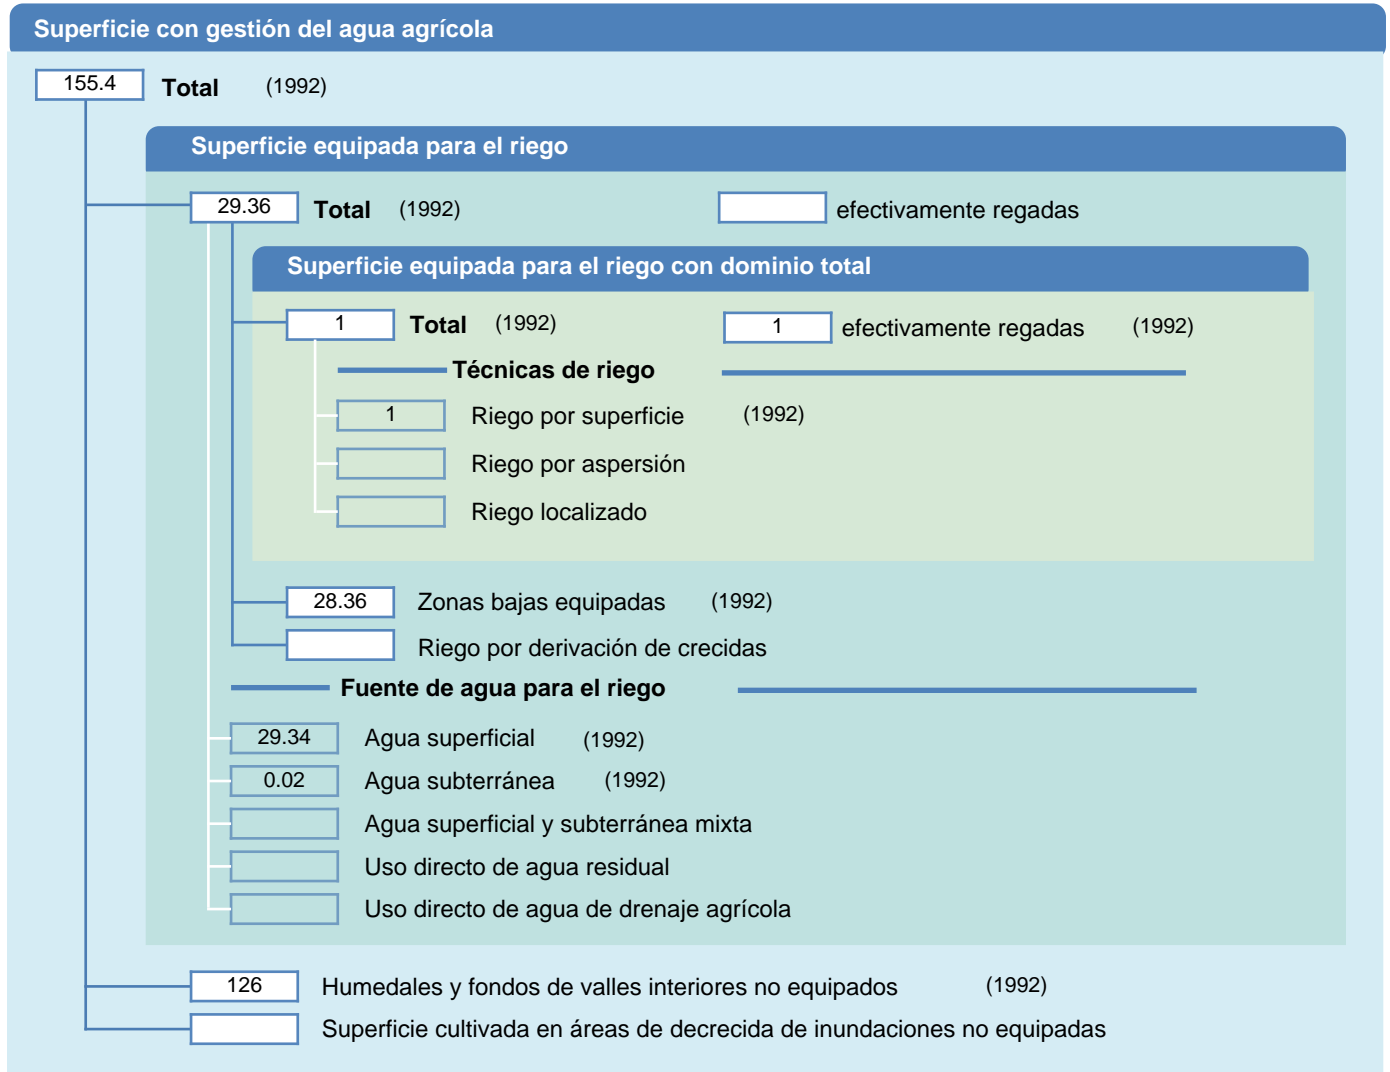 Superficie con gestión del agua agrícola
155.4 Total (1992)
Superficie equipada para el riego
29.36 Total (1992) efectivamente regadas
Superficie equipada para el riego con dominio total
1 Total (1992) 1 efectivamente regadas (1992)
Técnicas de riego
1 Riego por superficie (1992)
Riego por aspersión
Riego localizado
28.36 Zonas bajas equipadas (1992)
Riego por derivación de crecidas
Fuente de agua para el riego
29.34 Agua superficial (1992)
0.02 Agua subterránea (1992)
Agua superficial y subterránea mixta
Uso directo de agua residual
Uso directo de agua de drenaje agrícola
126 Humedales y fondos de valles interiores no equipados (1992)
Superficie cultivada en áreas de decrecida de inundaciones no equipadas